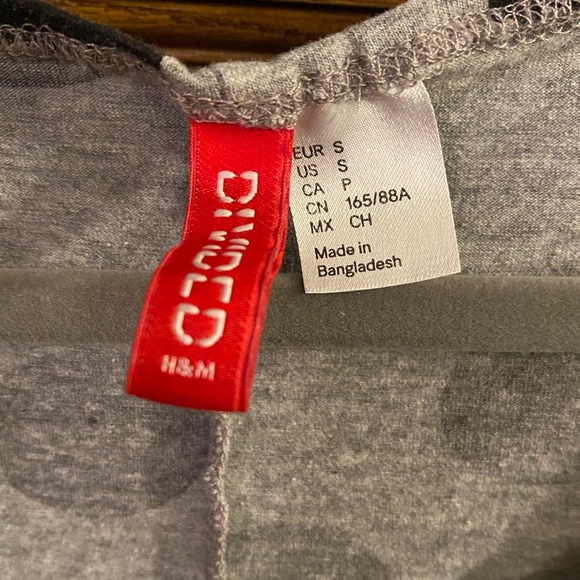 DIVIDED
H&M
EUR S
US S
CA P
CN 165/88A
MX CH
Made in
Bangladesh